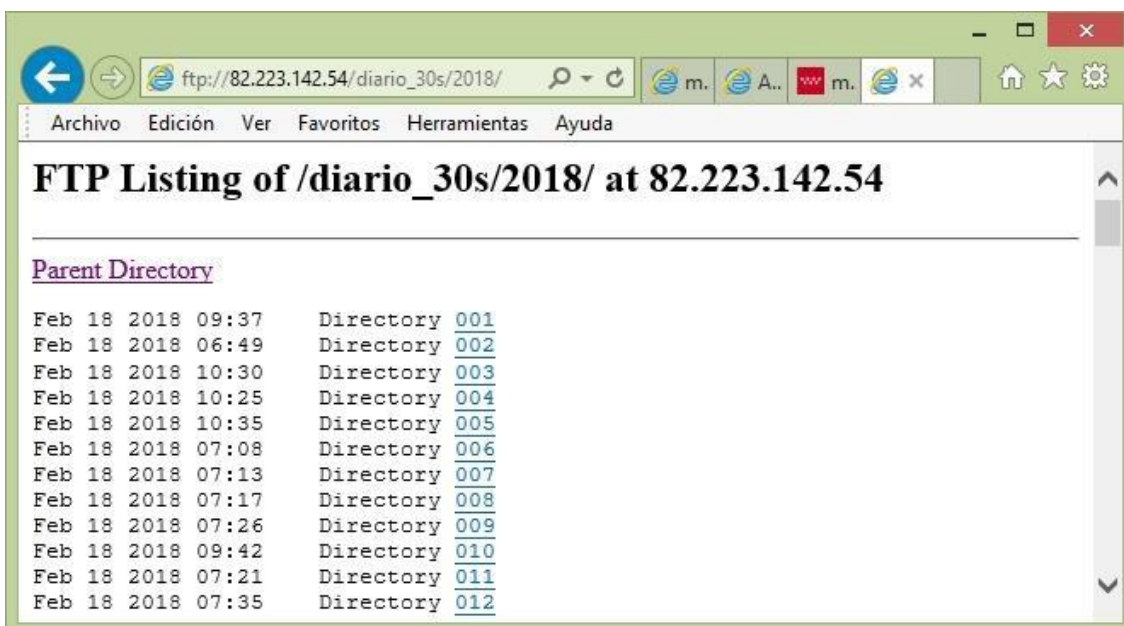 ftp://82.223.142.54/diario_30s/2018/ m. A.. m.
Archivo Edición Ver Favoritos Herramientas Ayuda
FTP Listing of /diario_30s/2018/ at 82.223.142.54
Parent Directory
Feb 18 2018 09:37 Directory 001
Feb 18 2018 06:49 Directory 002
Feb 18 2018 10:30 Directory 003
Feb 18 2018 10:25 Directory 004
Feb 18 2018 10:35 Directory 005
Feb 18 2018 07:08 Directory 006
Feb 18 2018 07:13 Directory 007
Feb 18 2018 07:17 Directory 008
Feb 18 2018 07:26 Directory 009
Feb 18 2018 09:42 Directory 010
Feb 18 2018 07:21 Directory 011
Feb 18 2018 07:35 Directory 012